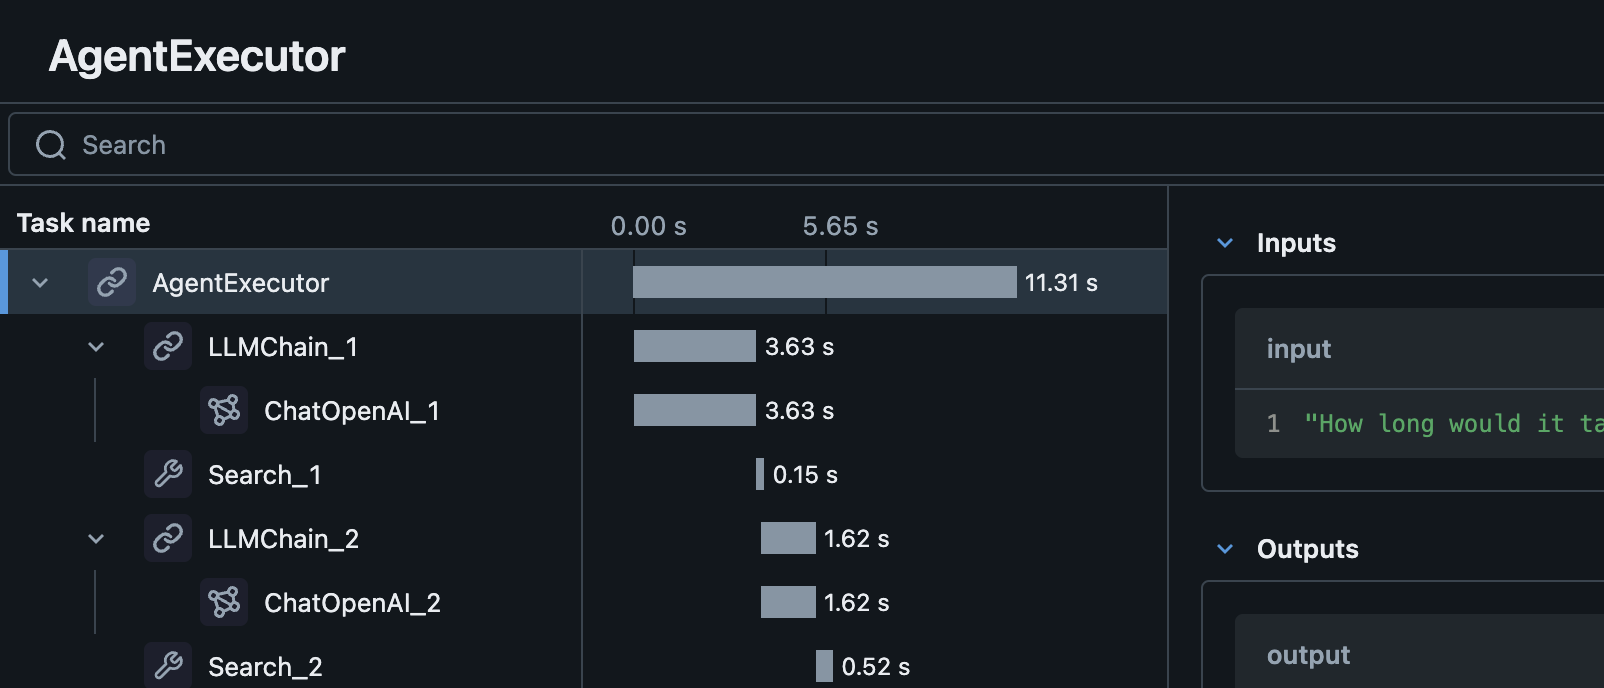 AgentExecutor
Search
Task name
0.00 s
5.65 s
AgentExecutor
11.31 s
LLMChain_1
3.63 s
ChatOpenAI_1
3.63 s
Search_1
0.15 s
LLMChain_2
1.62 s
ChatOpenAI_2
1.62 s
Search_2
0.52 s
Inputs
input
1 "How long would it ta
Outputs
output